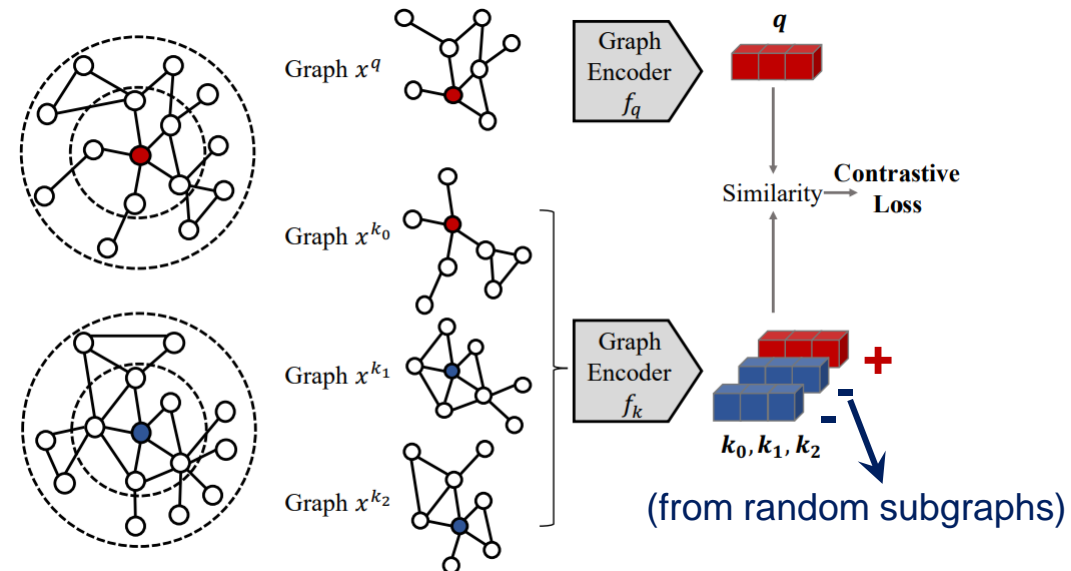 Graph x^q
Graph
Encoder
f_q
q
Similarity
Contrastive
Loss
Graph x^{k_0}
Graph x^{k_1}
Graph x^{k_2}
Graph
Encoder
f_k
+
-
-
k_0, k_1, k_2
(from random subgraphs)